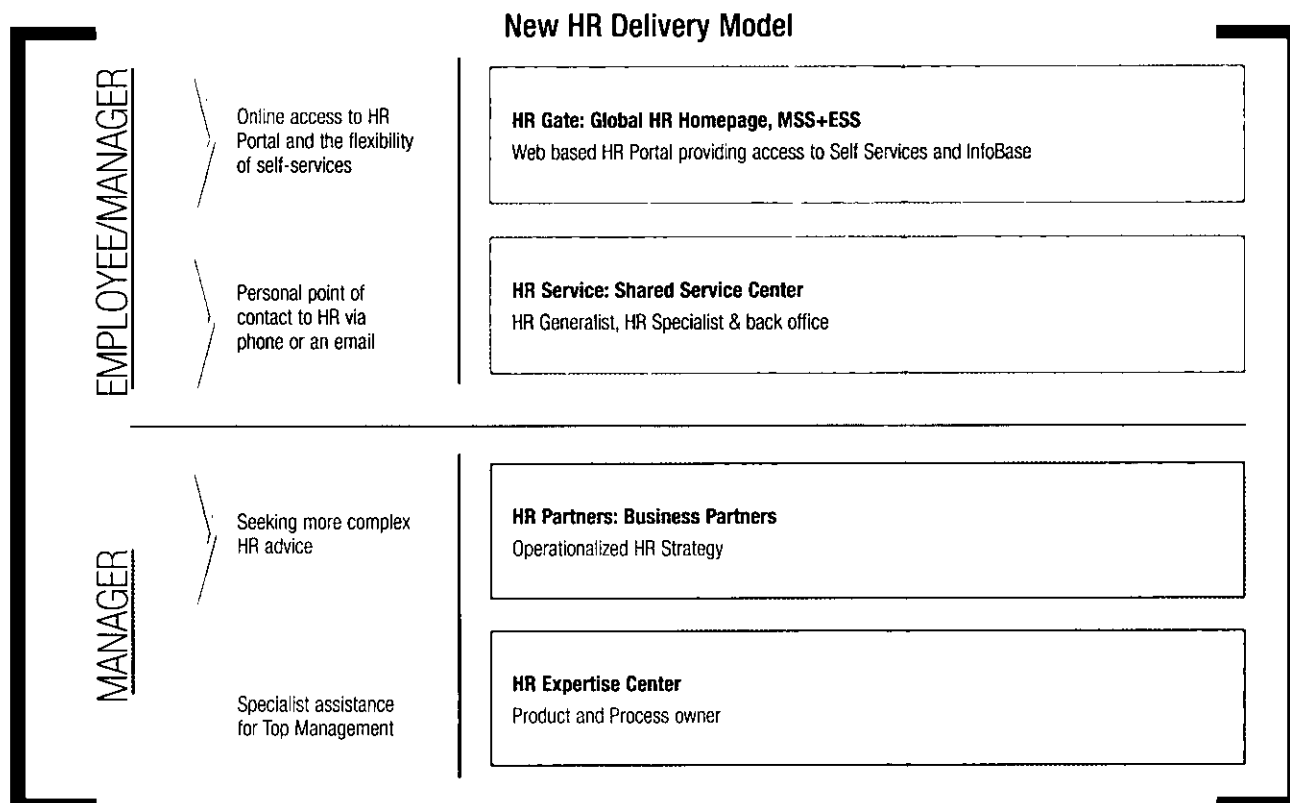 New HR Delivery Model
EMPLOYEE/MANAGER
Online access to HR
Portal and the flexibility
of self-services
HR Gate: Global HR Homepage, MSS+ESS
Web based HR Portal providing access to Self Services and InfoBase
Personal point of
contact to HR via
phone or an email
HR Service: Shared Service Center
HR Generalist, HR Specialist & back office
MANAGER
Seeking more complex
HR advice
HR Partners: Business Partners
Operationalized HR Strategy
Specialist assistance
for Top Management
HR Expertise Center
Product and Process owner